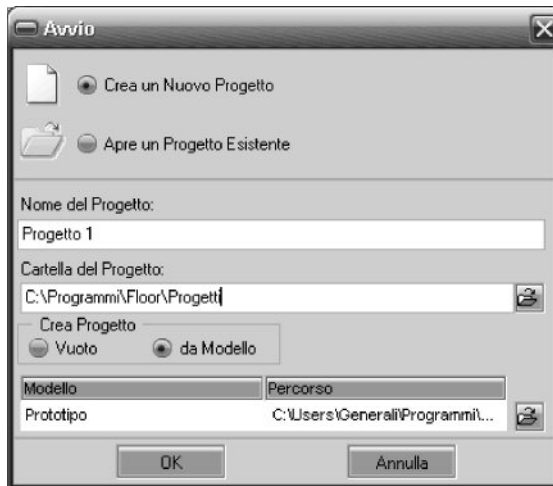 Avvio
Crea un Nuovo Progetto
Apre un Progetto Esistente
Nome del Progetto:
Progetto 1
Cartella del Progetto:
C:\Programmi\Floor\Progetti
Crea Progetto
Vuoto da Modello
Modello Percorso
Prototipo C:\Users\Generali\Programmi\...
OK Annulla